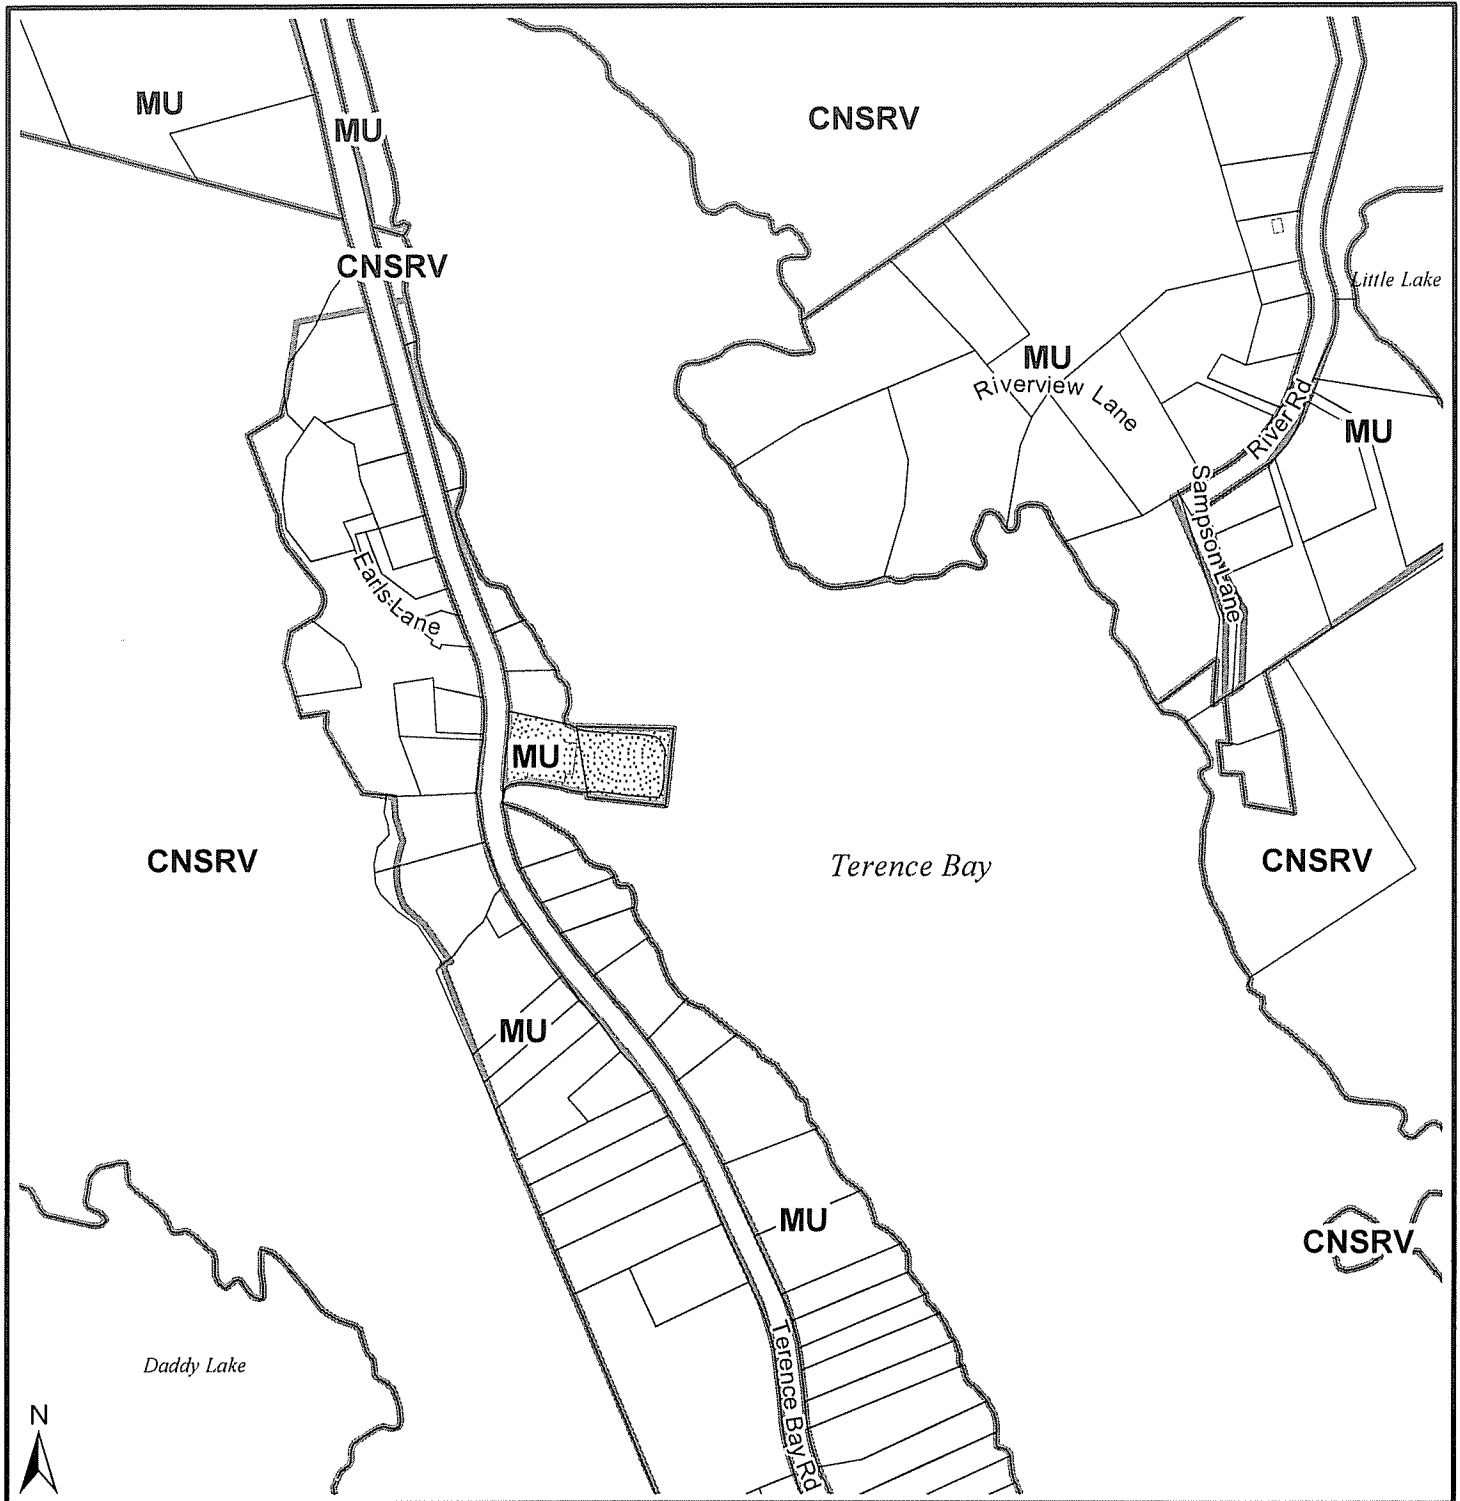 MU
MU
CNSRV
CNSRV
Little Lake
MU
Riverview Lane
River Rd
MU
Sampson Lane
Earls Lane
MU
CNSRV
Terence Bay
CNSRV
MU
MU
CNSRV
Daddy Lake
Terence Bay Rd
N